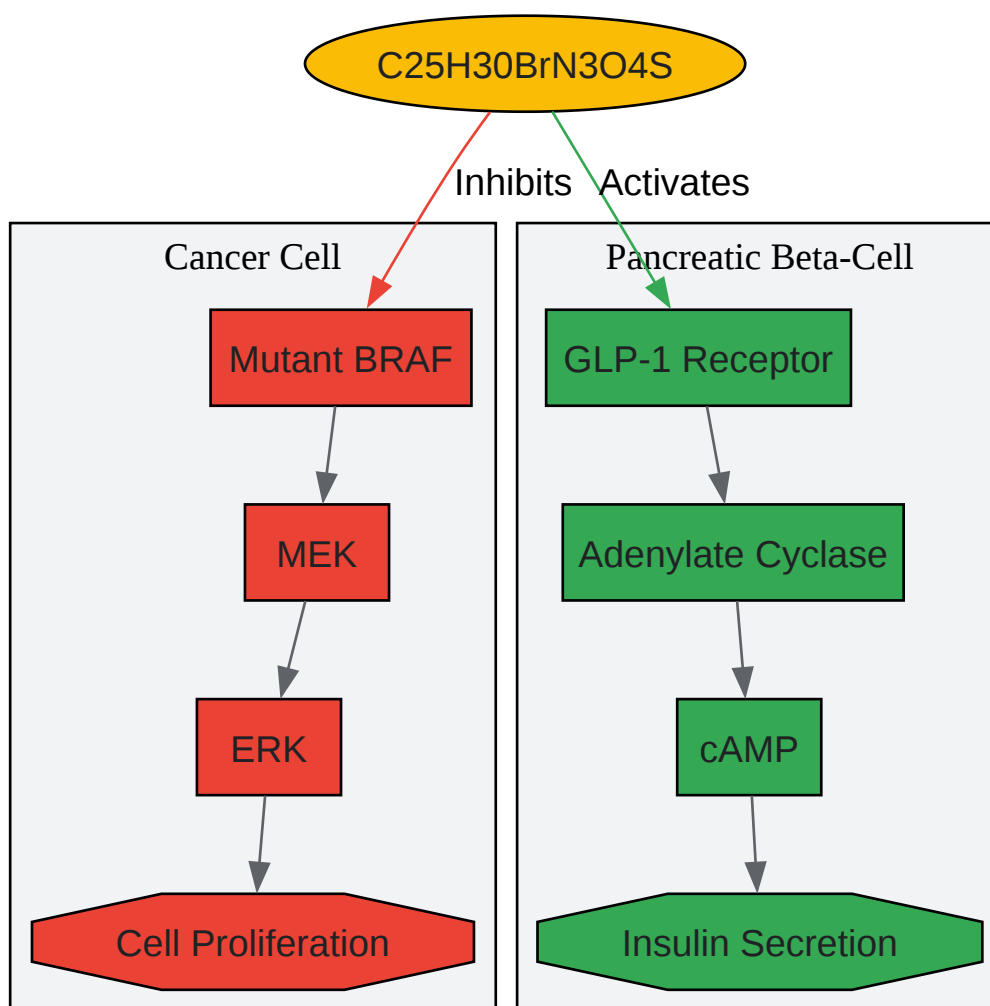 C25H30BrN3O4S
Inhibits
Activates
Cancer Cell
Pancreatic Beta-Cell
Mutant BRAF
GLP-1 Receptor
MEK
Adenylate Cyclase
ERK
cAMP
Cell Proliferation
Insulin Secretion